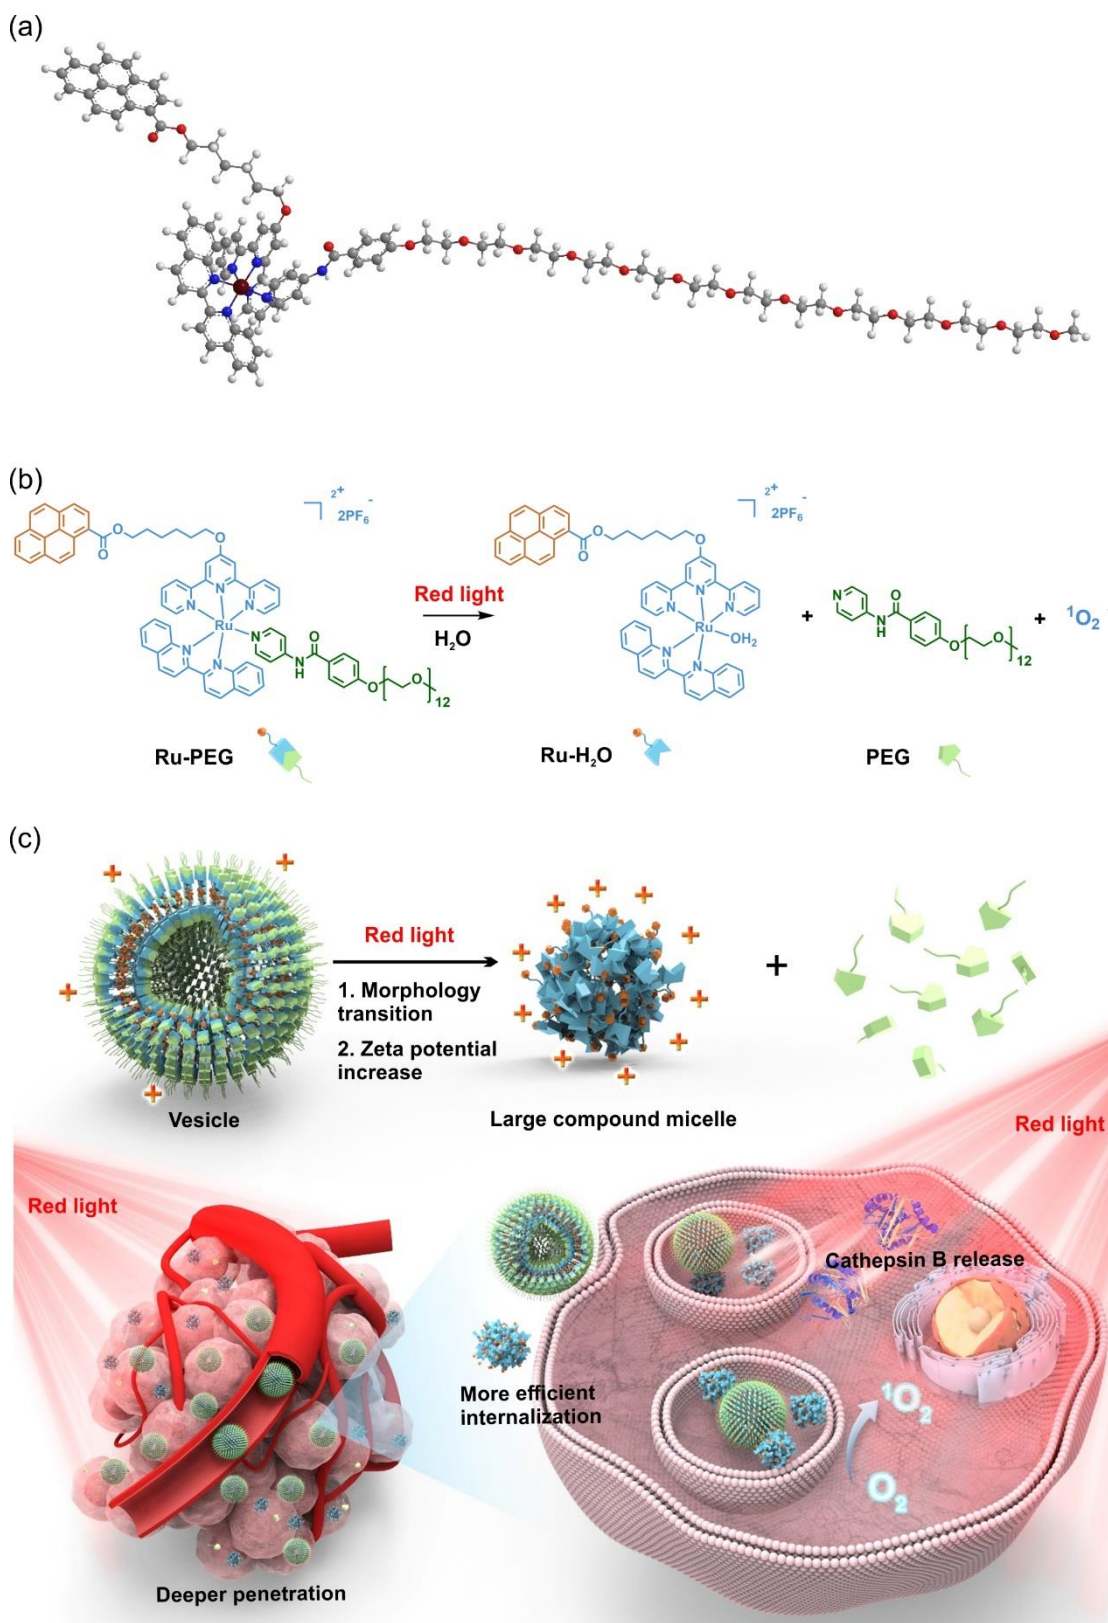 (a)
(b)
2+
2PF6-
O
O
O
N
N
N
Ru
N
N
N
N
H
O
O
O
12
Red light
H2O
2+
2PF6-
O
O
O
N
N
N
Ru
OH2
N
N
+
N
N
H
O
O
O
12
+ 1O2
Ru-PEG
Ru-H2O
PEG
(c)
Red light
1. Morphology
transition
2. Zeta potential
increase
+
Vesicle
Large compound micelle
Red light
Red light
Cathepsin B release
More efficient
internalization
1O2
O2
Deeper penetration